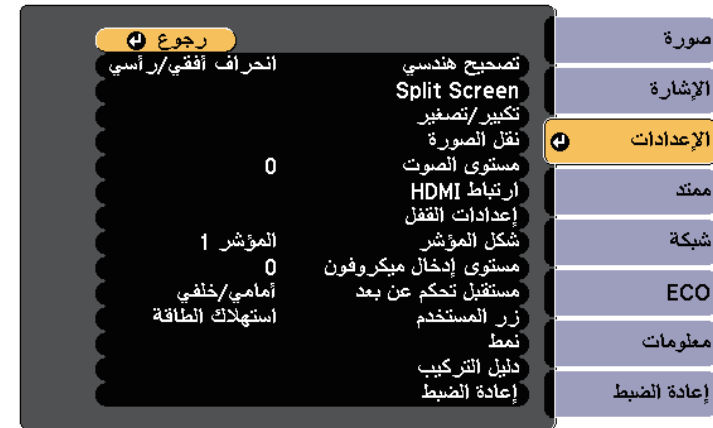 صورة
الإشارة
الإعدادات
ممتد
شبكة
ECO
معلومات
إعادة الضبط
رجوع
تصحيح هندسي انحراف أفقي/رأسي
Split Screen
تكبير/تصغير
نقل الصورة
مستوى الصوت 0
ارتباط HDMI
إعدادات القفل
شكل المؤشر المؤشر 1
مستوى إدخال ميكروفون 0
مستقبل تحكم عن بعد أمامي/خلفي
زر المستخدم استهلاك الطاقة
نمط
دليل التركيب
إعادة الضبط